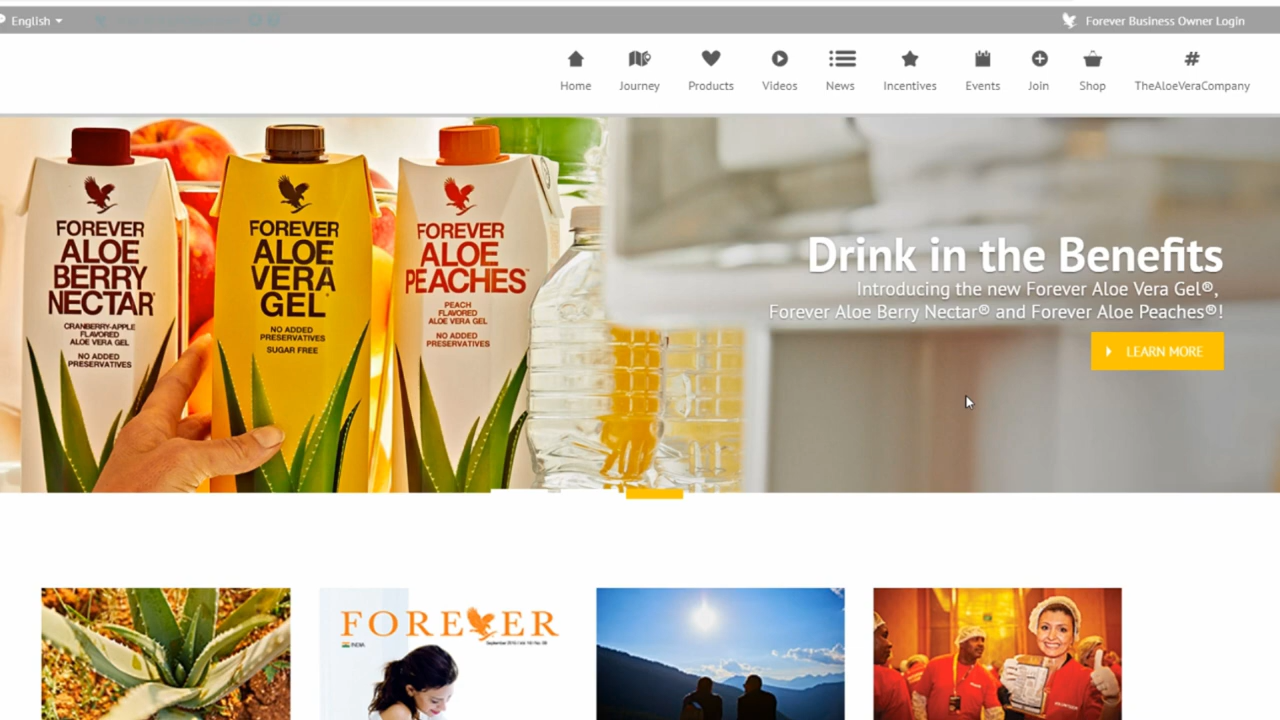 English
Forever Business Owner Login
Home
Journey
Products
Videos
News
Incentives
Events
Join
Shop
#
TheAloeVeraCompany
FOREVER
ALOE
BERRY
NECTAR®
CRANBERRY-APPLE
FLAVORED
ALOE VERA GEL
NO ADDED
PRESERVATIVES
FOREVER
ALOE
VERA
GEL®
NO ADDED
PRESERVATIVES
SUGAR FREE
FOREVER
ALOE
PEACHES™
PEACH
FLAVORED
ALOE VERA GEL
NO ADDED
PRESERVATIVES
Drink in the Benefits
Introducing the new Forever Aloe Vera Gel®,
Forever Aloe Berry Nectar® and Forever Aloe Peaches®!
LEARN MORE
FOREVER
INDIA